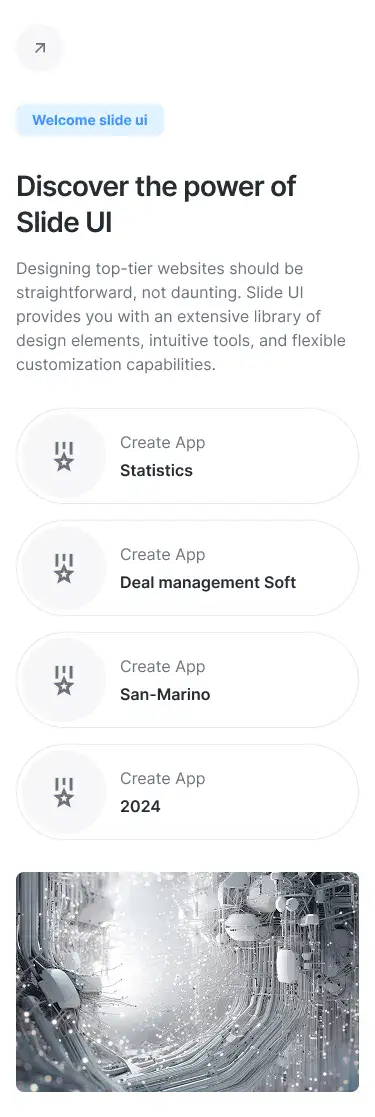 Welcome slide ui
Discover the power of
Slide UI
Designing top-tier websites should be
straightforward, not daunting. Slide UI
provides you with an extensive library of
design elements, intuitive tools, and flexible
customization capabilities.
Create App
Statistics
Create App
Deal management Soft
Create App
San-Marino
Create App
2024